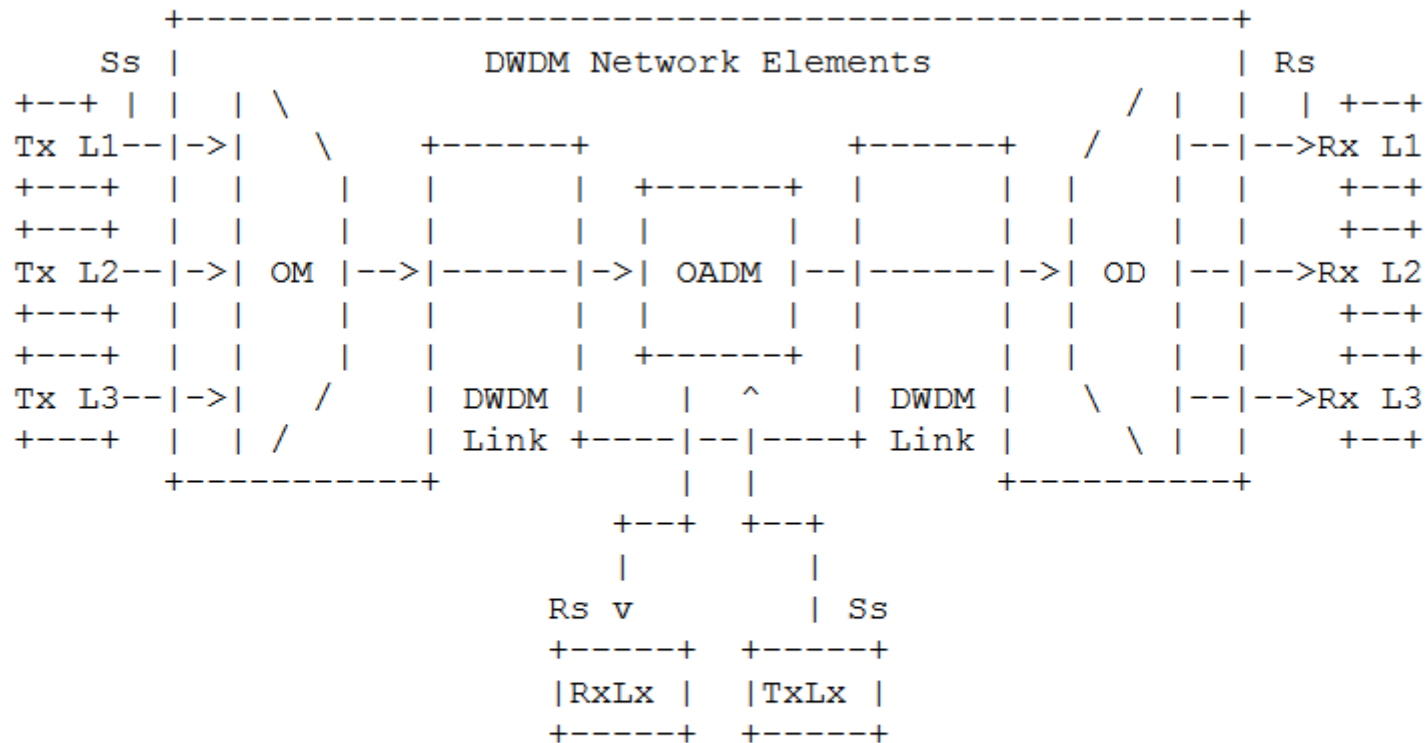 DWDM Network Elements
Ss Rs
Tx L1 Rx L1
Tx L2 OM OADM OD Rx L2
Tx L3 DWDM DWDM Rx L3
Link Link
Rs Ss
RxLx TxLx